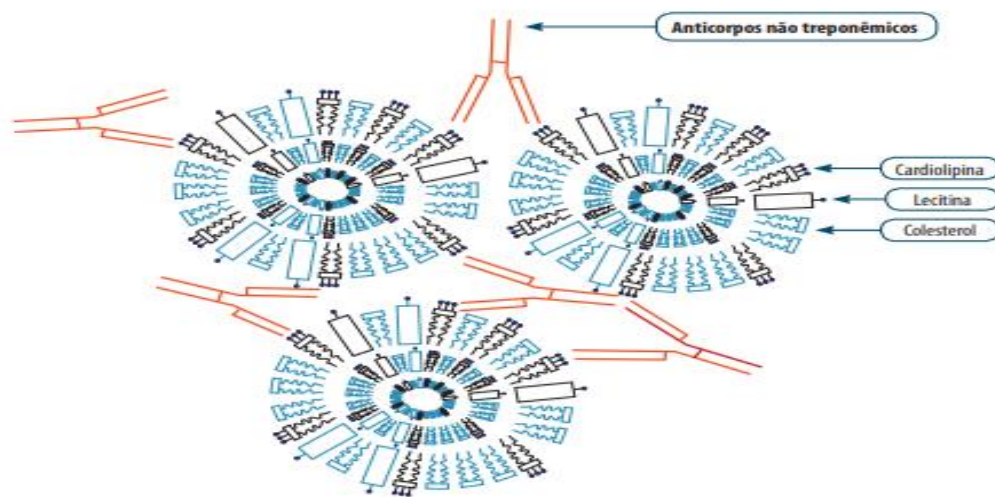 Anticorpos não treponêmicos
Cardiolipina
Lecitina
Colesterol